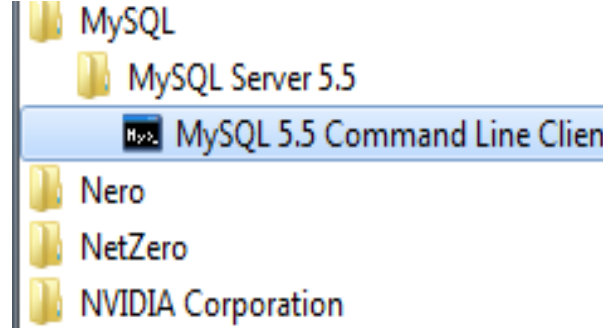 MySQL
MySQL Server 5.5
MySQL 5.5 Command Line Clien
Nero
NetZero
NVIDIA Corporation